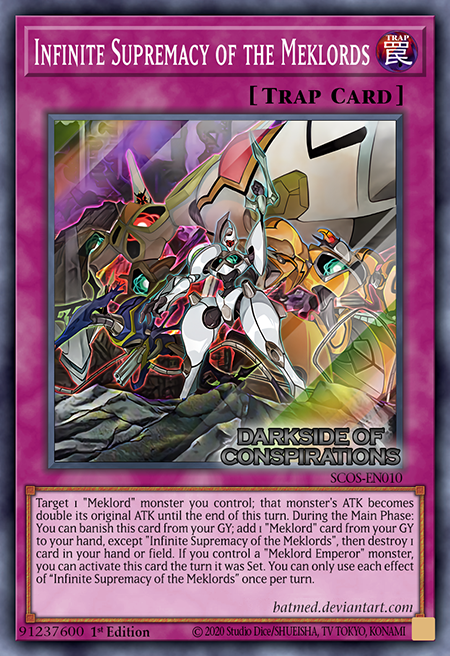 INFINITE SUPREMACY OF THE MEKLORDS
TRAP
罠
[TRAP CARD]
DARKSIDE OF
CONSPIRATIONS
SCOS-EN010
Target 1 "Meklord" monster you control; that monster's ATK becomes
double its original ATK until the end of this turn. During the Main Phase:
You can banish this card from your GY; add 1 "Meklord" card from your GY
to your hand, except "Infinite Supremacy of the Meklords", then destroy 1
card in your hand or field. If you control a "Meklord Emperor" monster,
you can activate this card the turn it was Set. You can only use each effect
of "Infinite Supremacy of the Meklords" once per turn.
batmed.deviantart.com
91237600 1st Edition ©2020 Studio Dice/SHUEISHA, TV TOKYO, KONAMI